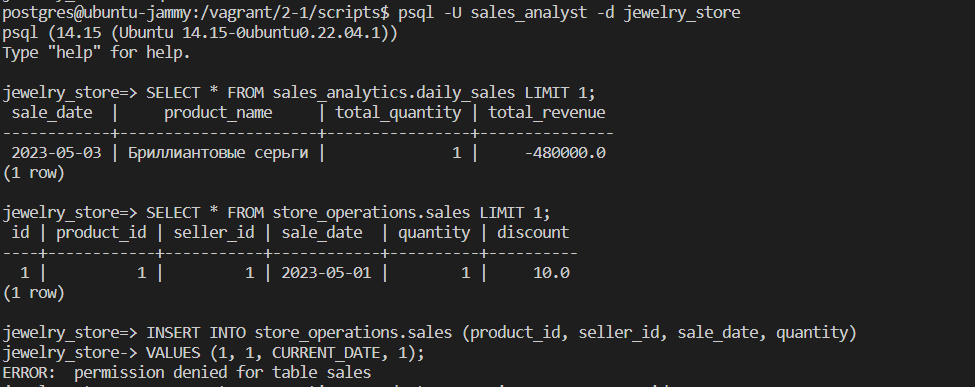 postgres@ubuntu-jammy:/vagrant/2-1/scripts$ psql -U sales_analyst -d jewelry_store
psql (14.15 (Ubuntu 14.15-0ubuntu0.22.04.1))
Type "help" for help.

jewelry_store=> SELECT * FROM sales_analytics.daily_sales LIMIT 1;
 sale_date  |    product_name     | total_quantity | total_revenue
------------+---------------------+----------------+---------------
 2023-05-03 | Бриллиантовые серьги |              1 |     -480000.0
(1 row)

jewelry_store=> SELECT * FROM store_operations.sales LIMIT 1;
 id | product_id | seller_id | sale_date  | quantity | discount
----+------------+-----------+------------+----------+----------
  1 |          1 |         1 | 2023-05-01 |        1 |     10.0
(1 row)

jewelry_store=> INSERT INTO store_operations.sales (product_id, seller_id, sale_date, quantity)
jewelry_store-> VALUES (1, 1, CURRENT_DATE, 1);
ERROR:  permission denied for table sales